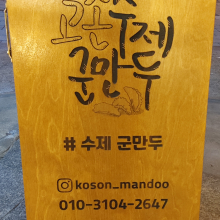 고손수제
군만두
# 수제 군만두
koson_mandoo
010-3104-2647